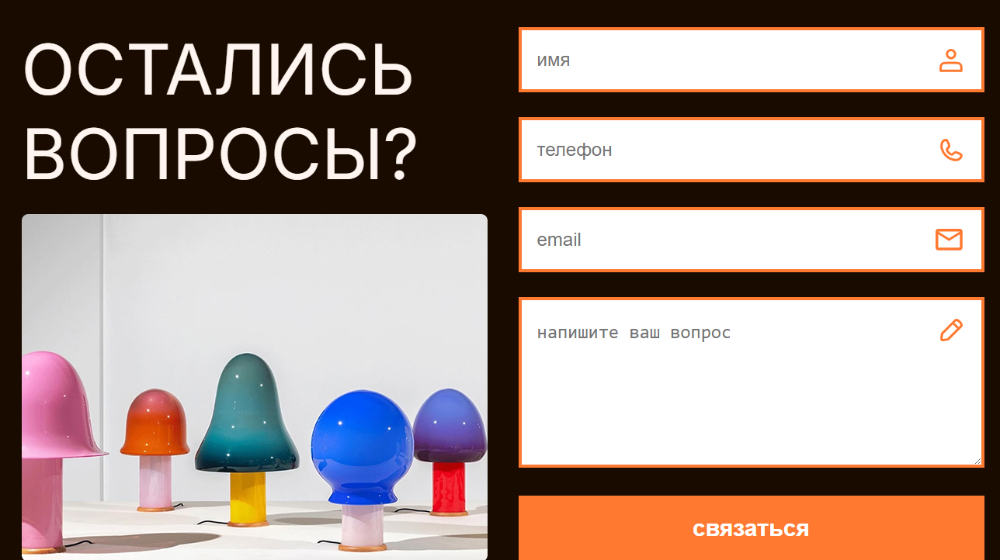 ОСТАЛИСЬ
ВОПРОСЫ?
имя
телефон
email
напишите ваш вопрос
связаться